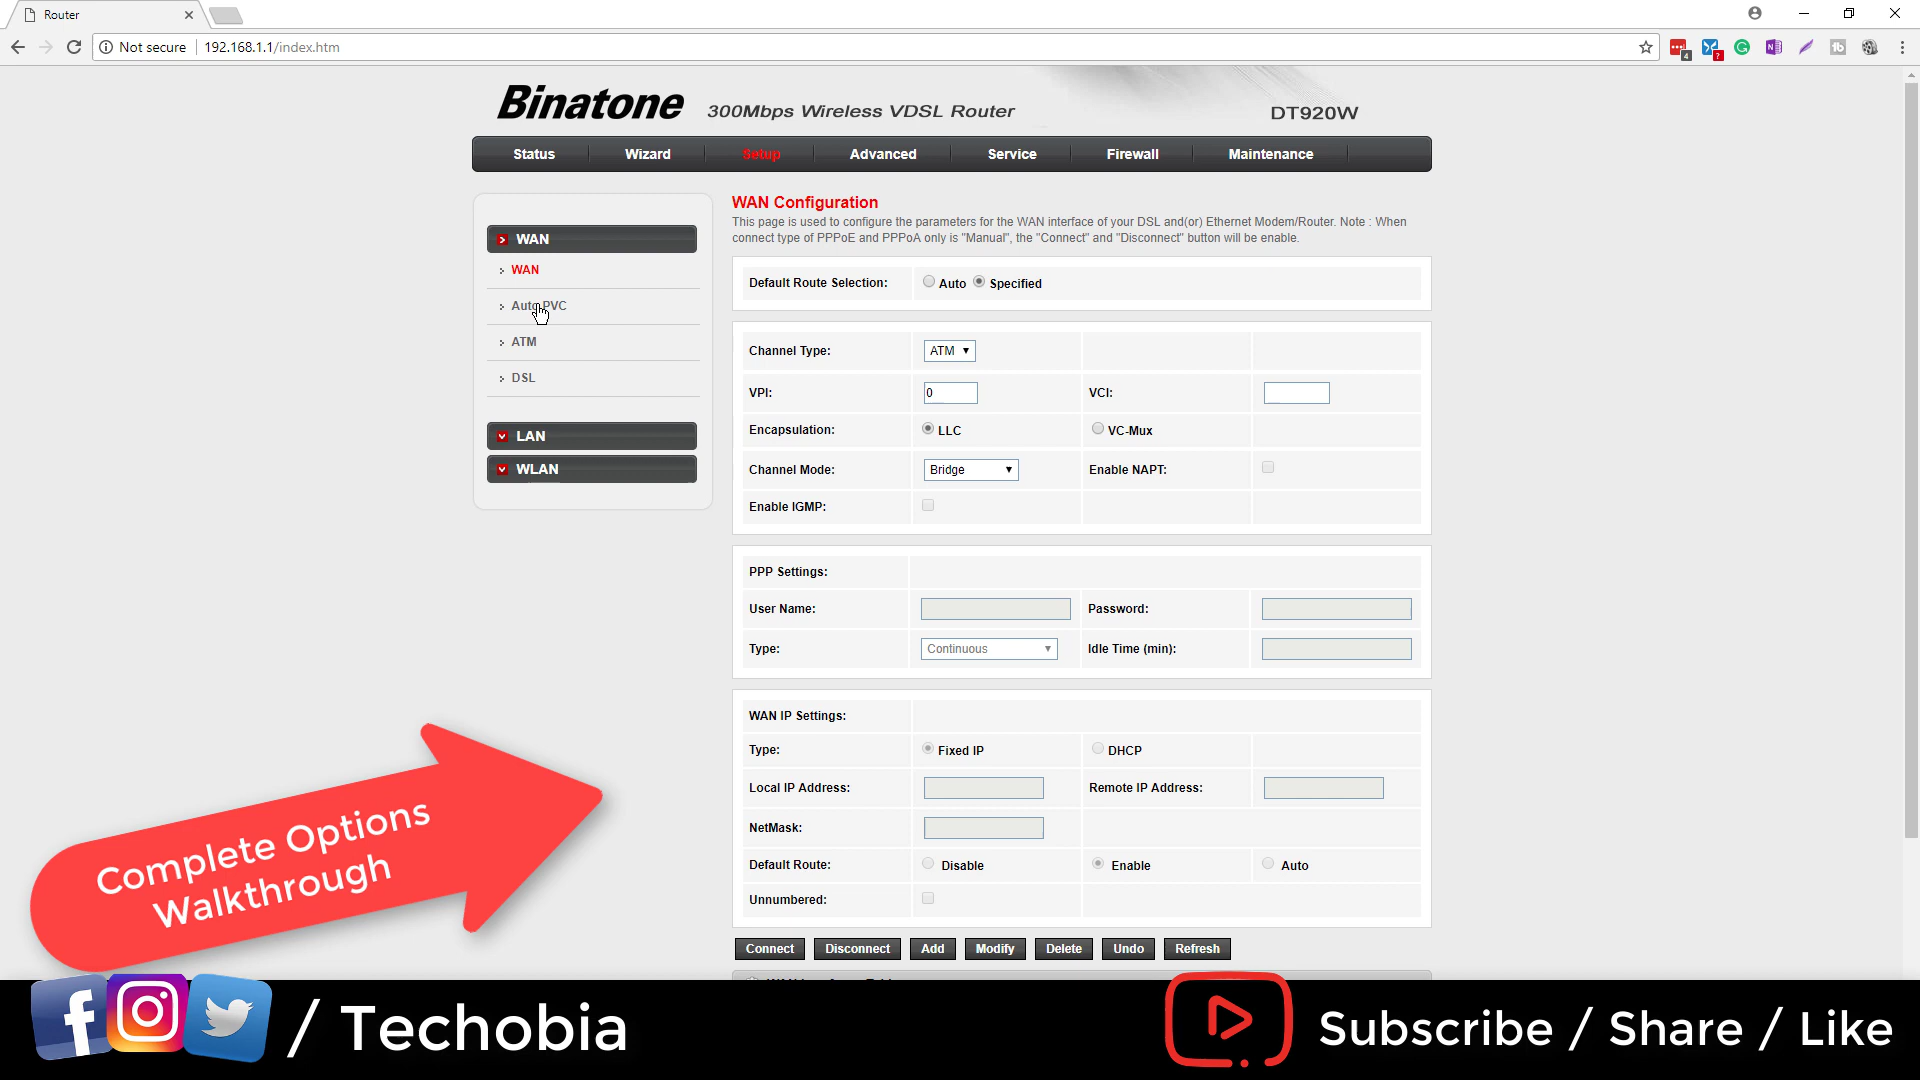 Router
Not secure 192.168.1.1/index.htm
4
?
Binatone 300Mbps Wireless VDSL Router DT920W
Status Wizard Setup Advanced Service Firewall Maintenance
WAN
WAN
Auto PVC
ATM
DSL
LAN
WLAN
WAN Configuration
This page is used to configure the parameters for the WAN interface of your DSL and(or) Ethernet Modem/Router. Note : When
connect type of PPPoE and PPPoA only is "Manual", the "Connect" and "Disconnect" button will be enable.
Default Route Selection: Auto Specified
Channel Type: ATM
VPI: 0 VCI:
Encapsulation: LLC VC-Mux
Channel Mode: Bridge Enable NAPT:
Enable IGMP:
PPP Settings:
User Name: Password:
Type: Continuous Idle Time (min):
WAN IP Settings:
Type: Fixed IP DHCP
Local IP Address: Remote IP Address:
NetMask:
Default Route: Disable Enable Auto
Unnumbered:
Connect Disconnect Add Modify Delete Undo Refresh
Complete Options
Walkthrough
/ Techobia
Subscribe / Share / Like